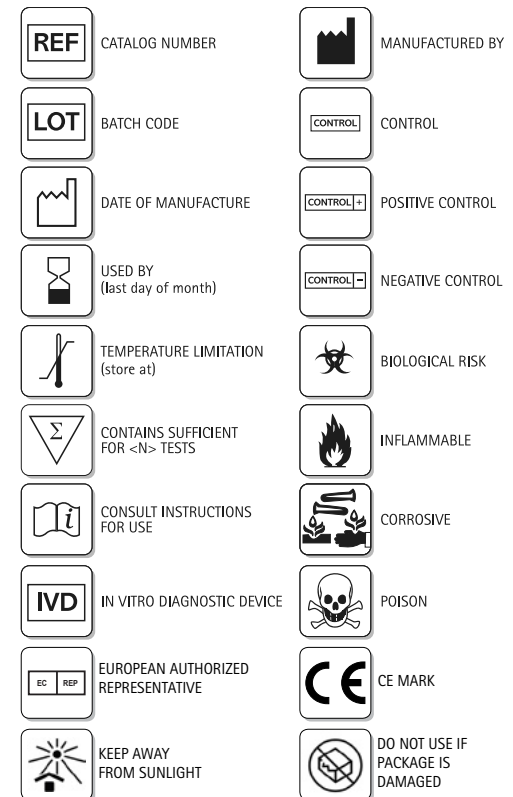 REF CATALOG NUMBER
LOT BATCH CODE
DATE OF MANUFACTURE
USED BY
(last day of month)
TEMPERATURE LIMITATION
(store at)
Σ CONTAINS SUFFICIENT
FOR <N> TESTS
i CONSULT INSTRUCTIONS
FOR USE
IVD IN VITRO DIAGNOSTIC DEVICE
EC REP EUROPEAN AUTHORIZED
REPRESENTATIVE
KEEP AWAY
FROM SUNLIGHT
MANUFACTURED BY
CONTROL CONTROL
CONTROL + POSITIVE CONTROL
CONTROL - NEGATIVE CONTROL
BIOLOGICAL RISK
INFLAMMABLE
CORROSIVE
POISON
CE CE MARK
DO NOT USE IF
PACKAGE IS
DAMAGED